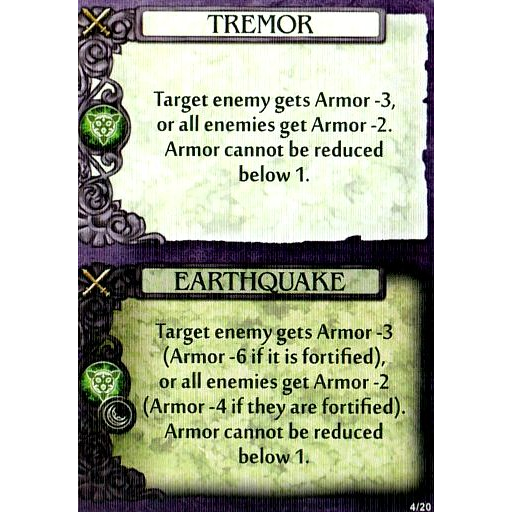 TREMOR
Target enemy gets Armor -3,
or all enemies get Armor -2.
Armor cannot be reduced
below 1.
EARTHQUAKE
Target enemy gets Armor -3
(Armor -6 if it is fortified),
or all enemies get Armor -2
(Armor -4 if they are fortified).
Armor cannot be reduced
below 1.
4/20